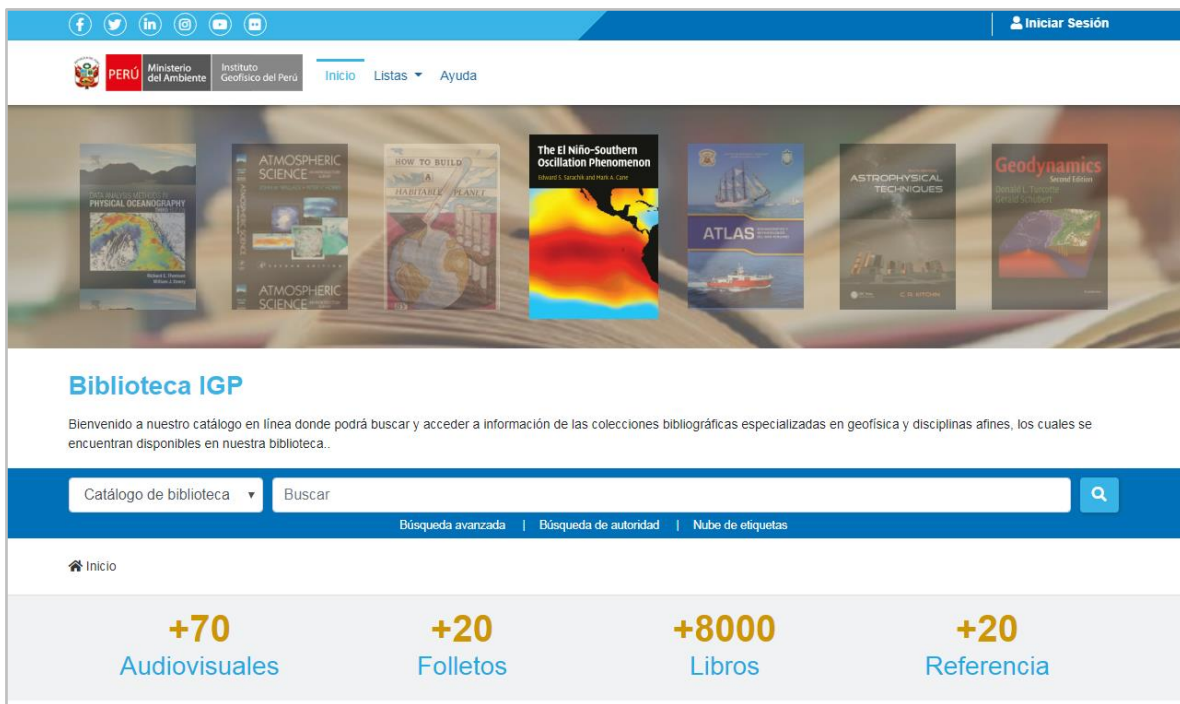 Iniciar Sesión
PERÚ
Ministerio
del Ambiente
Instituto
Geofísico del Perú
Inicio
Listas
Ayuda
DATA ANALYSIS METHODS IN
PHYSICAL OCEANOGRAPHY
Richard E. Thomson
William J. Emery
ATMOSPHERIC
SCIENCE
ATMOSPHERIC
SCIENCE
HOW TO BUILD
A
HABITABLE PLANET
The El Niño–Southern
Oscillation Phenomenon
Edward S. Sarachik and Mark A. Cane
ATLAS
ASTROPHYSICAL
TECHNIQUES
C. R. KITCHIN
Geodynamics
Second Edition
Donald L. Turcotte
Gerald Schubert
Biblioteca IGP
Bienvenido a nuestro catálogo en línea donde podrá buscar y acceder a información de las colecciones bibliográficas especializadas en geofísica y disciplinas afines, los cuales se
encuentran disponibles en nuestra biblioteca..
Catálogo de biblioteca
Buscar
Búsqueda avanzada | Búsqueda de autoridad | Nube de etiquetas
Inicio
+70
Audiovisuales
+20
Folletos
+8000
Libros
+20
Referencia